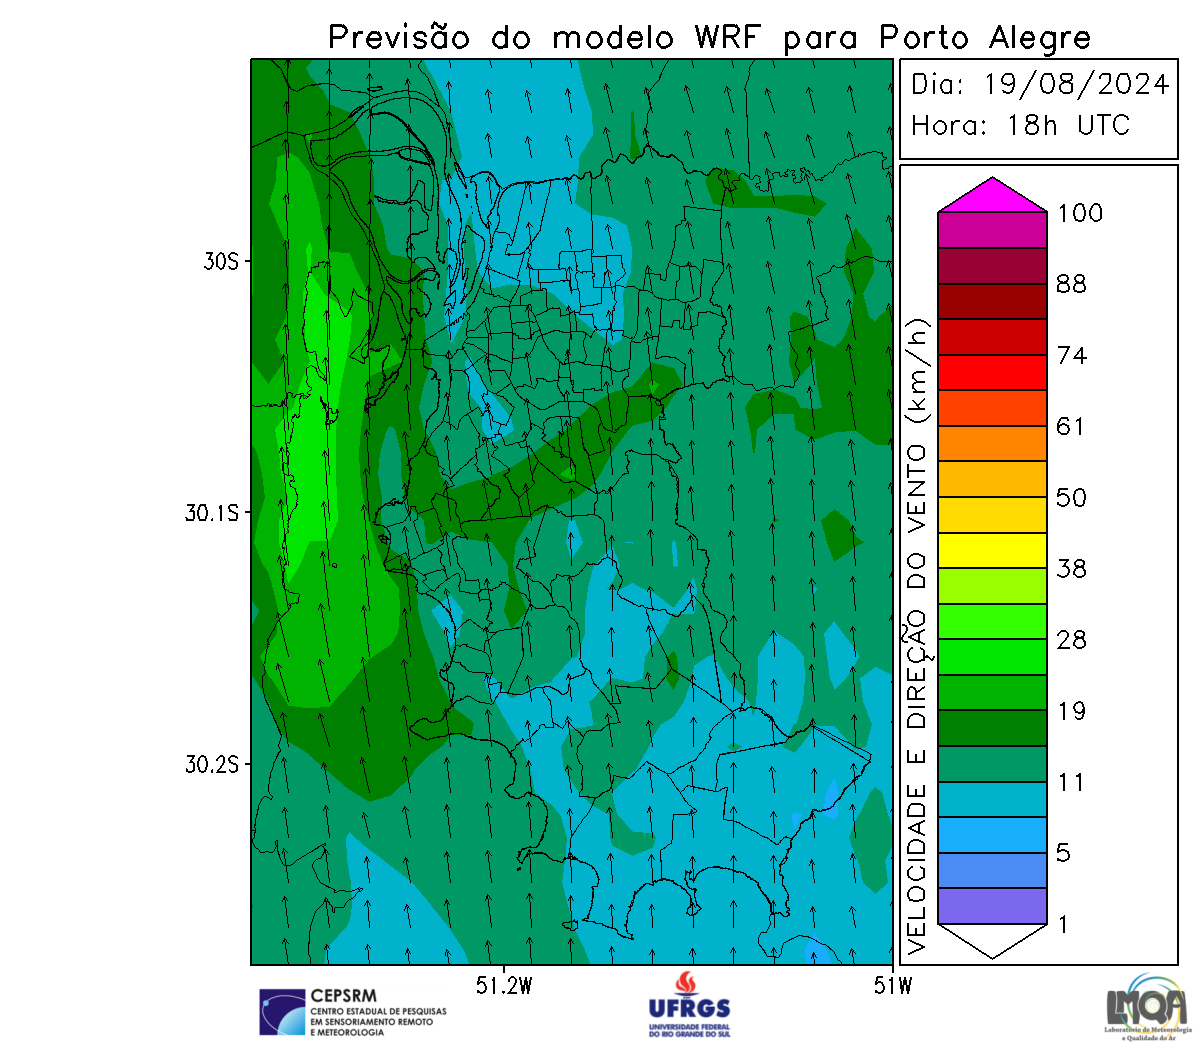 Previsão do modelo WRF para Porto Alegre
Dia: 19/08/2024
Hora: 18h UTC
30S
30.1S
30.2S
51.2W
51W
VELOCIDADE E DIREÇÃO DO VENTO (km/h)
100
88
74
61
50
38
28
19
11
5
1
CEPSRM
CENTRO ESTADUAL DE PESQUISAS
EM SENSORIAMENTO REMOTO
E METEOROLOGIA
UFRGS
UNIVERSIDADE FEDERAL
DO RIO GRANDE DO SUL
LMQA
Laboratório de Meteorologia
e Qualidade do Ar